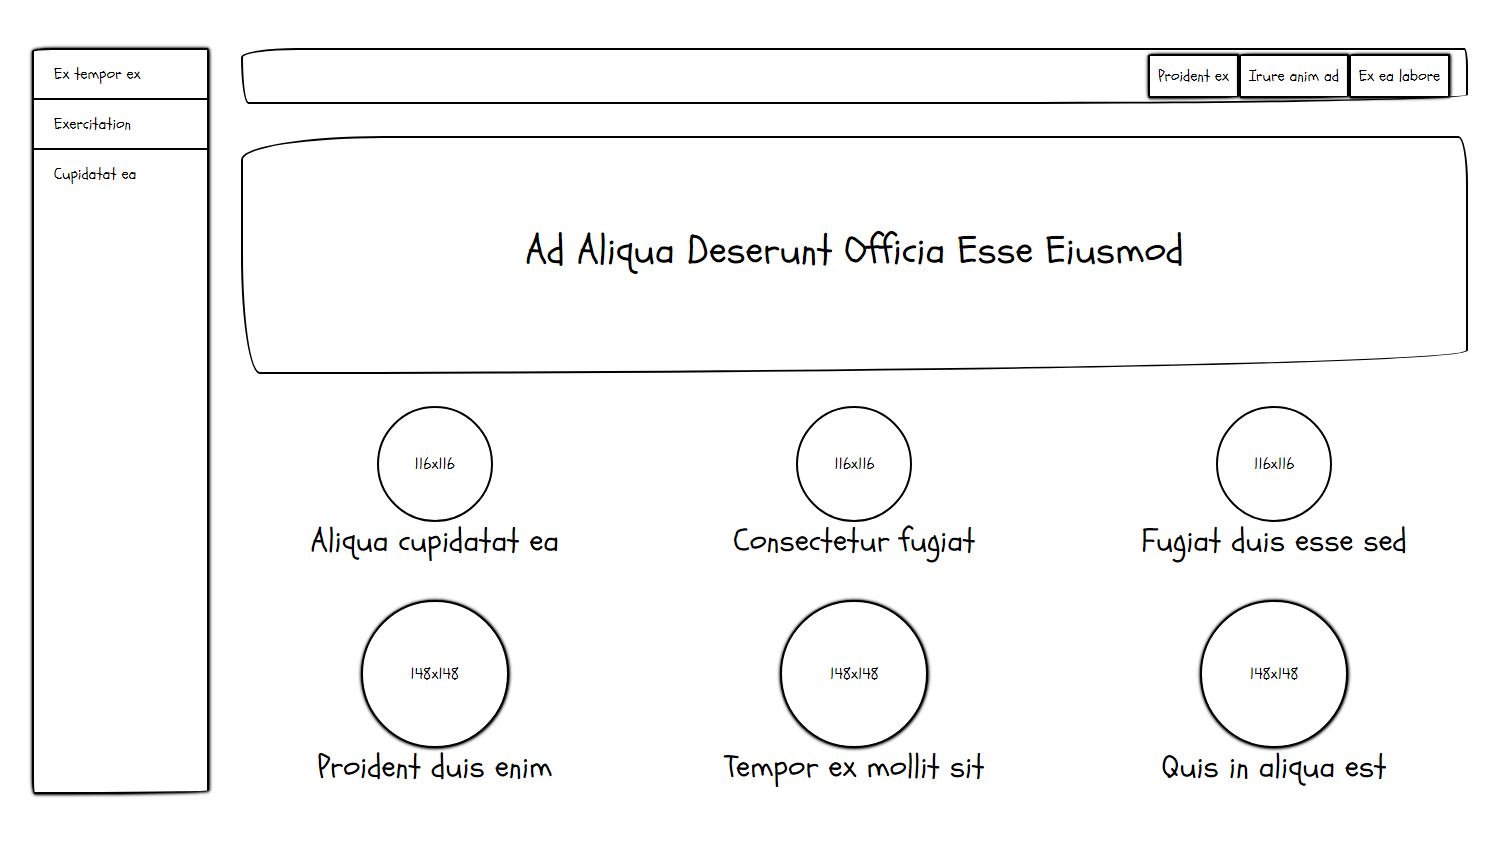 Ex tempor ex
Exercitation
Cupidatat ea
Proident ex
Irure anim ad
Ex ea labore
Ad Aliqua Deserunt Officia Esse Eiusmod
116x116
116x116
116x116
Aliqua cupidatat ea
Consectetur fugiat
Fugiat duis esse sed
148x148
148x148
148x148
Proident duis enim
Tempor ex mollit sit
Quis in aliqua est